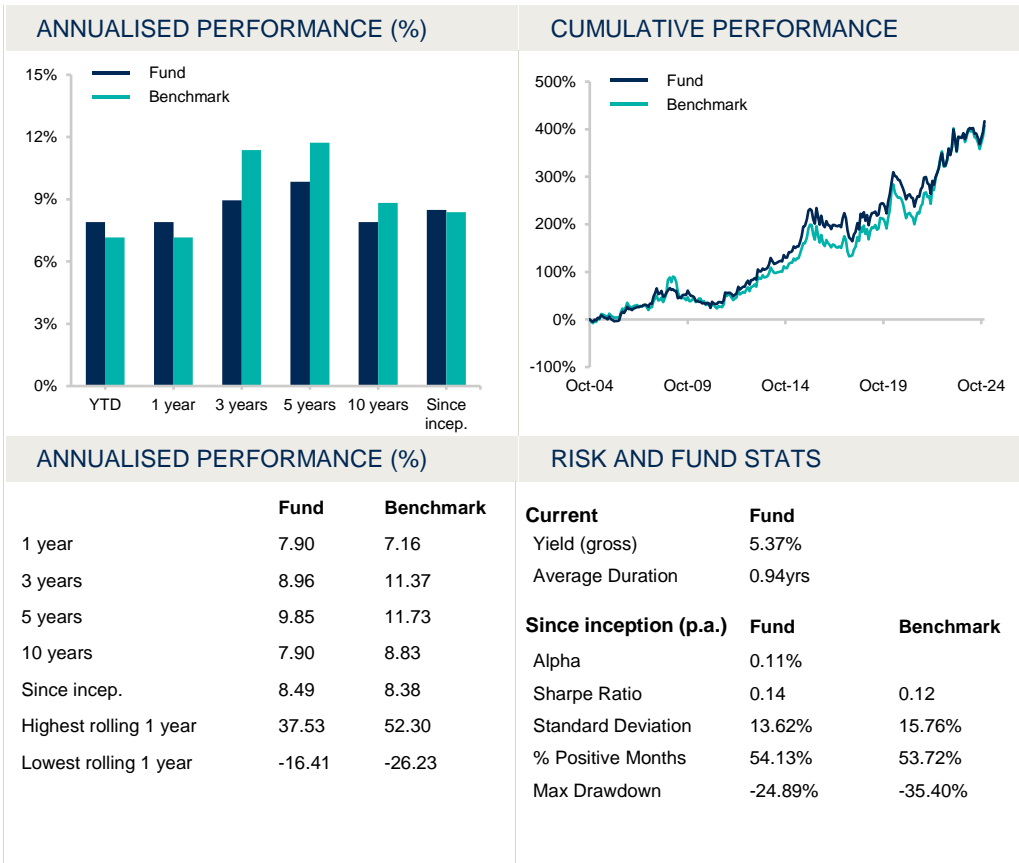 ANNUALISED PERFORMANCE (%)
15%
12%
9%
6%
3%
0%
Fund
Benchmark
YTD
1 year
3 years
5 years
10 years
Since
incep.
CUMULATIVE PERFORMANCE
500%
400%
300%
200%
100%
0%
-100%
Fund
Benchmark
Oct-04
Oct-09
Oct-14
Oct-19
Oct-24
ANNUALISED PERFORMANCE (%)
Fund Benchmark
1 year 7.90 7.16
3 years 8.96 11.37
5 years 9.85 11.73
10 years 7.90 8.83
Since incep. 8.49 8.38
Highest rolling 1 year 37.53 52.30
Lowest rolling 1 year -16.41 -26.23
RISK AND FUND STATS
Current Fund
Yield (gross) 5.37%
Average Duration 0.94yrs
Since inception (p.a.) Fund Benchmark
Alpha 0.11%
Sharpe Ratio 0.14 0.12
Standard Deviation 13.62% 15.76%
% Positive Months 54.13% 53.72%
Max Drawdown -24.89% -35.40%